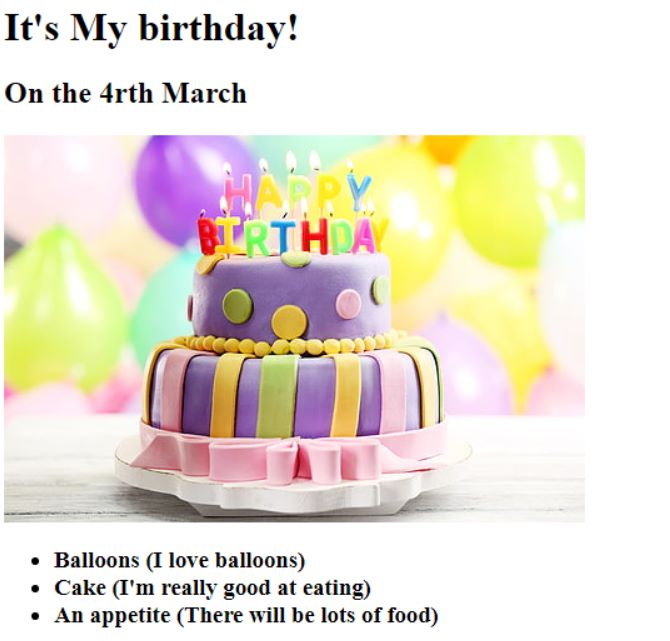 It's My birthday!
On the 4rth March
HAPPY
BIRTHDAY
Balloons (I love balloons)
Cake (I'm really good at eating)
An appetite (There will be lots of food)